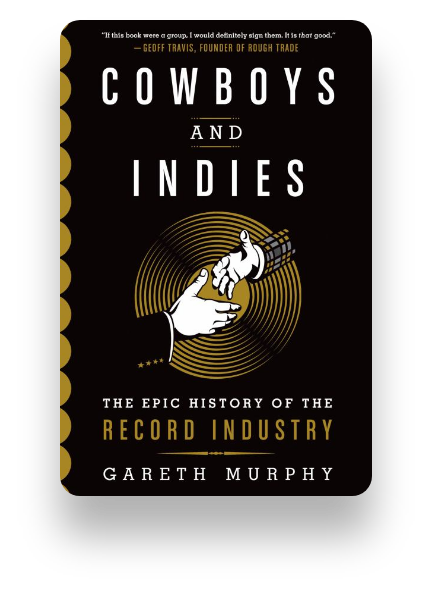 "If this book were a group, I would definitely sign them. It is that good."
— GEOFF TRAVIS, FOUNDER OF ROUGH TRADE
COWBOYS
AND
INDIES
THE EPIC HISTORY OF THE
RECORD INDUSTRY
GARETH MURPHY